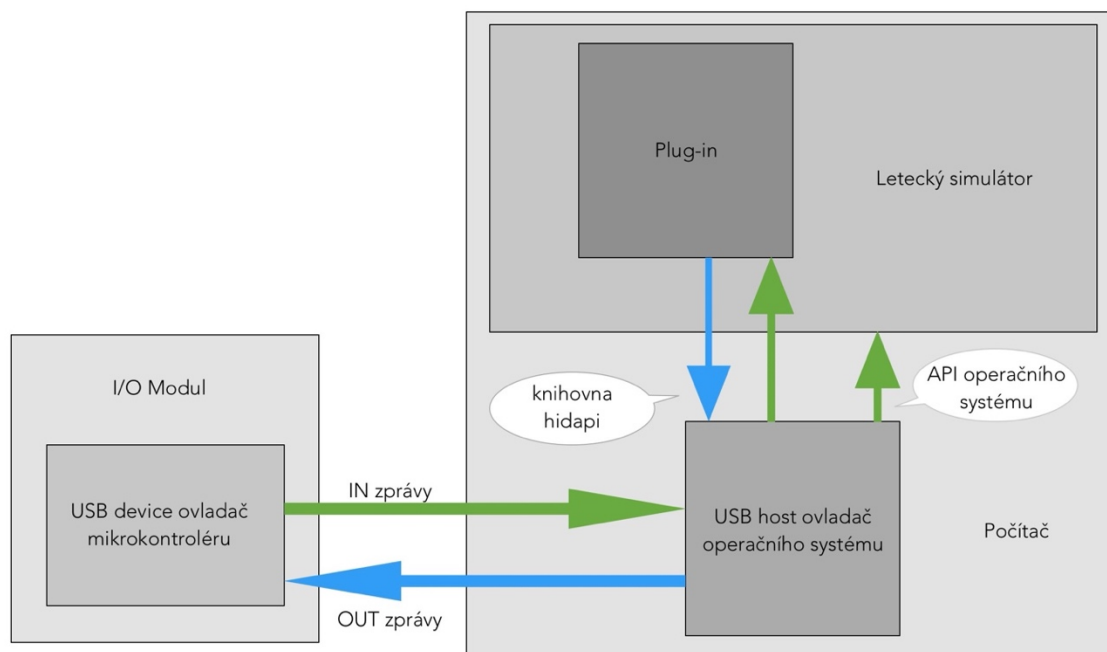 Plug-in
Letecký simulátor
I/O Modul
knihovna
hidapi
API operačního
systému
USB device ovladač
mikrokontroléru
IN zprávy
OUT zprávy
USB host ovladač
operačního systému
Počítač